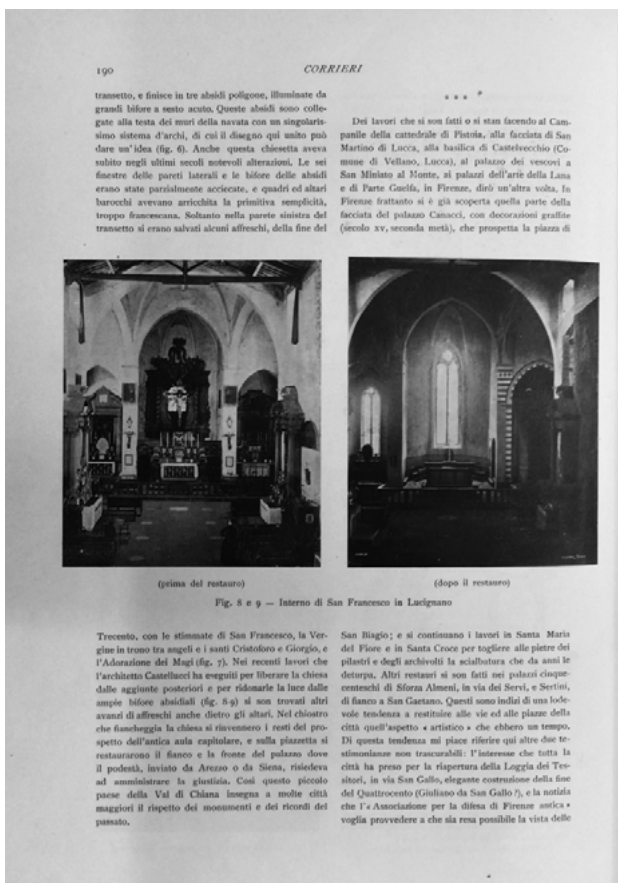 190
CORRIERI
transetto, e finisce in tre absidi poligone, illuminate da
grandi bifore a sesto acuto. Queste absidi sono colle-
gate alla testa dei muri della navata con un singolaris-
simo sistema d'archi, di cui il disegno qui unito può
dare un'idea (fig. 6). Anche questa chiesetta aveva
subito negli ultimi secoli notevoli alterazioni. Le sei
finestre delle pareti laterali e le bifore delle absidi
erano state parzialmente acciecate, e quadri ed altari
barocchi avevano arricchita la primitiva semplicità,
troppo francescana. Soltanto nella parete sinistra del
transetto si erano salvati alcuni affreschi, della fine del
* * *
Dei lavori che si son fatti o si stan facendo al Cam-
panile della cattedrale di Pistoia, alla facciata di San
Martino di Lucca, alla basilica di Castelvecchio (Co-
mune di Vellano, Lucca), al palazzo dei vescovi a
San Miniato al Monte, ai palazzi dell'arte della Lana
e di Parte Guelfa, in Firenze, dirò un'altra volta. In
Firenze frattanto si è già scoperta quella parte della
facciata del palazzo Canacci, con decorazioni graffite
(secolo XV, seconda metà), che prospetta la piazza di
(prima del restauro)
(dopo il restauro)
Fig. 8 e 9 — Interno di San Francesco in Lucignano
Trecento, con le stimmate di San Francesco, la Ver-
gine in trono tra angeli e i santi Cristoforo e Giorgio, e
l'Adorazione dei Magi (fig. 7). Nei recenti lavori che
l'architetto Castellucci ha eseguiti per liberare la chiesa
dalle aggiunte posteriori e per ridonarle la luce dalle
ampie bifore absidiali (fig. 8-9) si son trovati altri
avanzi di affreschi anche dietro gli altari. Nel chiostro
che fiancheggia la chiesa si rinvennero i resti del pro-
spetto dell'antica aula capitolare, e sulla piazzetta si
restaurarono il fianco e la fronte del palazzo dove
il podestà, inviato da Arezzo o da Siena, risiedeva
ad amministrare la giustizia. Così questo piccolo
paese della Val di Chiana insegna a molte città
maggiori il rispetto dei monumenti e dei ricordi del
passato.
San Biagio; e si continuano i lavori in Santa Maria
del Fiore e in Santa Croce per togliere alle pietre dei
pilastri e degli archivolti la scialbatura che da anni le
deturpa. Altri restauri si son fatti nei palazzi cinque-
centeschi di Sforza Almeni, in via dei Servi, e Sertini,
di fianco a San Gaetano. Questi sono indizi di una lode-
vole tendenza a restituire alle vie ed alle piazze della
città quell'aspetto « artistico » che ebbero un tempo.
Di questa tendenza mi piace riferire qui altre due te-
stimonianze non trascurabili: l'interesse che tutta la
città ha preso per la riapertura della Loggia dei Tes-
sitori, in via San Gallo, elegante costruzione della fine
del Quattrocento (Giuliano da San Gallo?), e la notizia
che l'« Associazione per la difesa di Firenze antica »
voglia provvedere a che sia resa possibile la vista delle